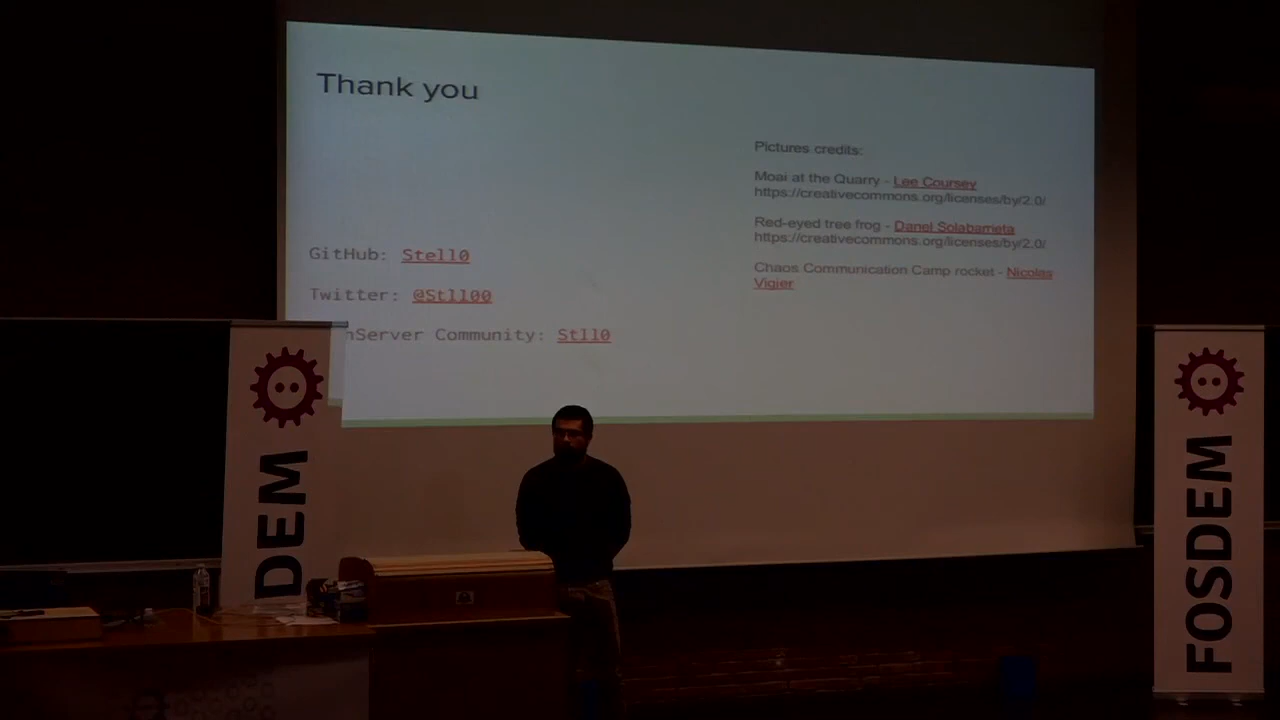 Thank you
GitHub: Stell0
Twitter: @Stll00
nServer Community: Stll0
Pictures credits:
Moai at the Quarry - Lee Coursey
https://creativecommons.org/licenses/by/2.0/
Red-eyed tree frog - Danel Solabarrieta
https://creativecommons.org/licenses/by/2.0/
Chaos Communication Camp rocket - Nicolas
Vigier
DEM
FOSDEM